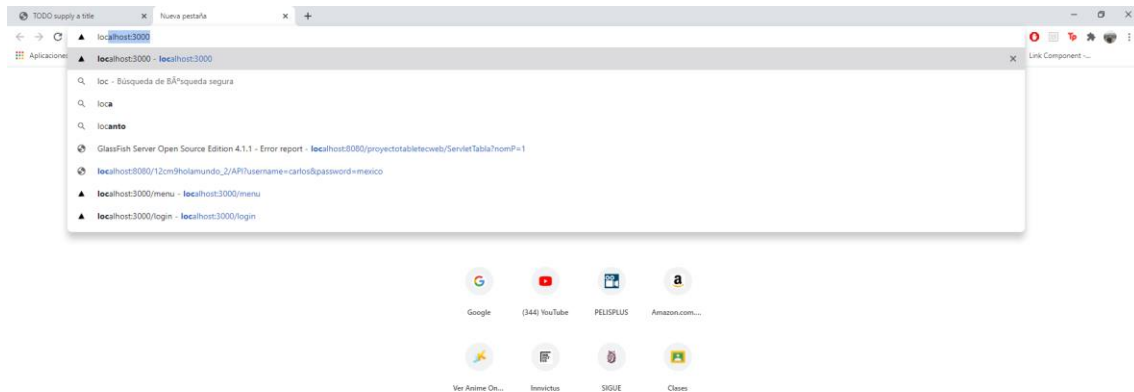 TODO supply a title
Nueva pestaña
localhost:3000
Aplicaciones
Link Component -...
localhost:3000 - localhost:3000
loc - Búsqueda de BÃºsqueda segura
loca
locanto
GlassFish Server Open Source Edition 4.1.1 - Error report - localhost:8080/proyectotabletecweb/ServletTabla?nomP=1
localhost:8080/12cm9holamundo_2/API?username=carlos&password=mexico
localhost:3000/menu - localhost:3000/menu
localhost:3000/login - localhost:3000/login
Google
(344) YouTube
PELISPLUS
Amazon.com....
Ver Anime On...
Innvictus
SIGUE
Clases